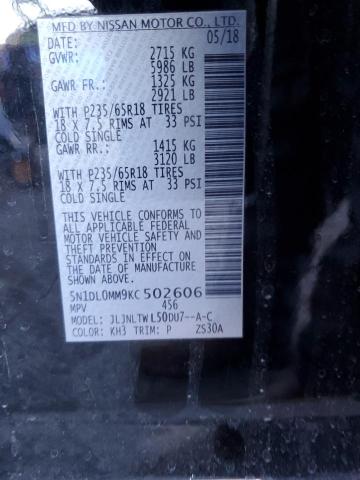 MFD BY NISSAN MOTOR CO., LTD.
DATE: 05/18
GVWR: 2715 KG
5986 LB
GAWR FR: 1325 KG
2921 LB
WITH P235/65R18 TIRES
18 X 7.5 RIMS AT 33 PSI
COLD SINGLE
GAWR RR: 1415 KG
3120 LB
WITH P235/65R18 TIRES
18 X 7.5 RIMS AT 33 PSI
COLD SINGLE
THIS VEHICLE CONFORMS TO
ALL APPLICABLE FEDERAL
MOTOR VEHICLE SAFETY
AND THEFT PREVENTION
STANDARDS IN EFFECT ON
THE DATE OF MANUFACTURE
SHOWN ABOVE.
5N1DL0MM9KC502606
MPV 456
MODEL: JLJNLTWL50DU7--A-C
COLOR: KH3 TRIM: P ZS30A